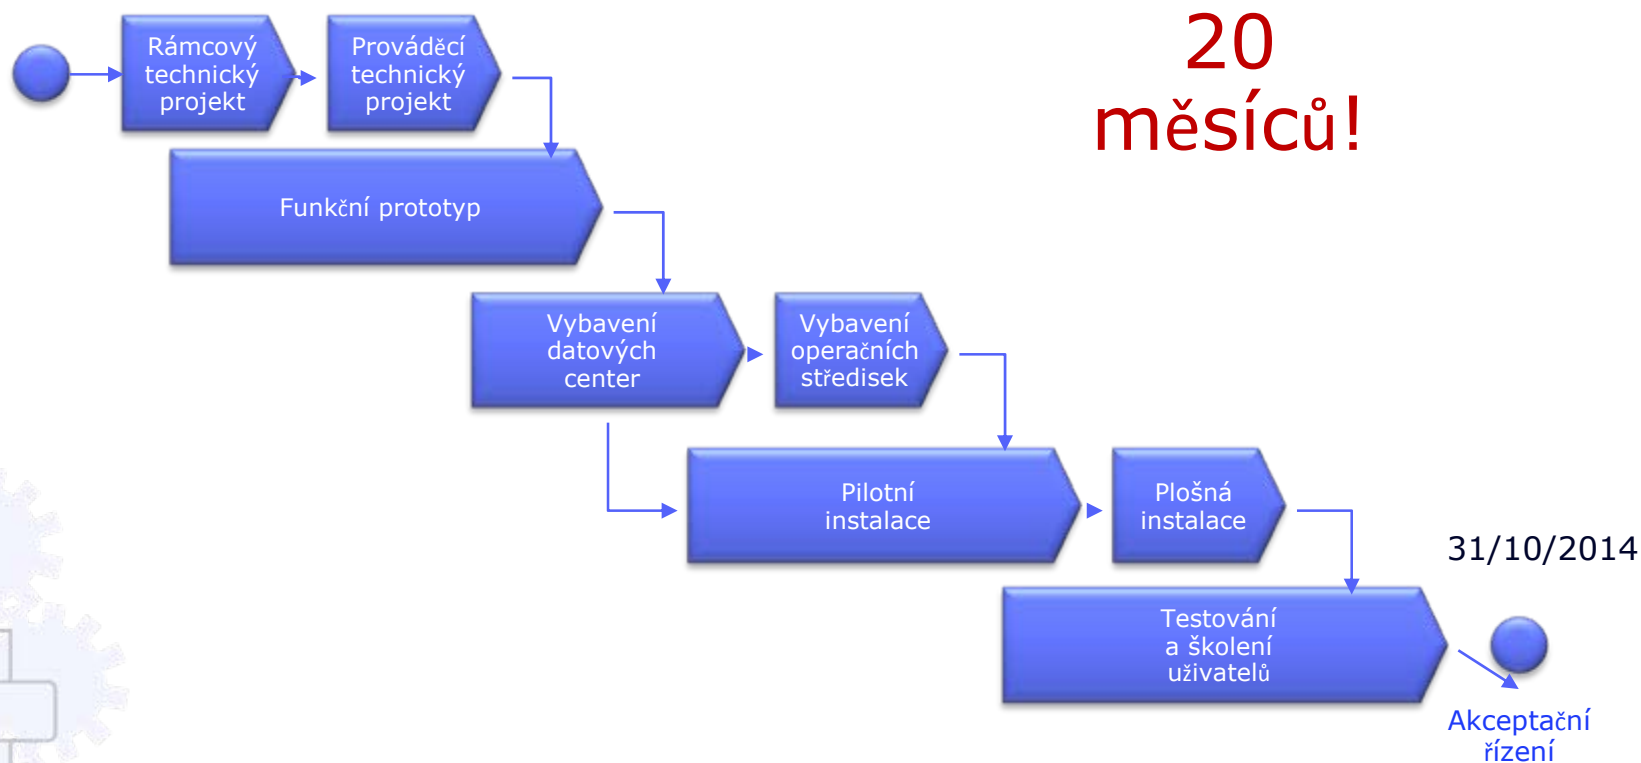 20
měsíců!
Rámcový
technický
projekt
Prováděcí
technický
projekt
Funkční prototyp
Vybavení
datových
center
Vybavení
operačních
středisek
Pilotní
instalace
Plošná
instalace
31/10/2014
Testování
a školení
uživatelů
Akceptační
řízení